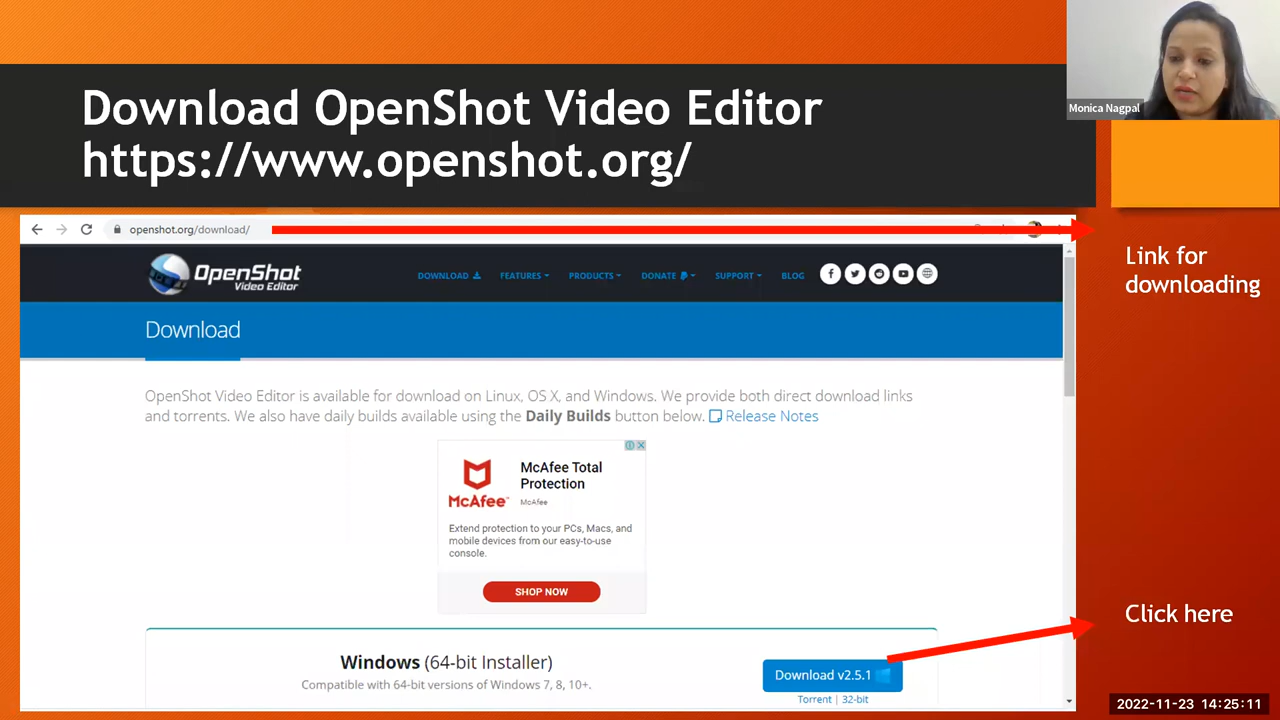 Monica Nagpal
Download OpenShot Video Editor
https://www.openshot.org/
openshot.org/download/
Link for
downloading
OpenShot
Video Editor
DOWNLOAD
FEATURES
PRODUCTS
DONATE
SUPPORT
BLOG
Download
OpenShot Video Editor is available for download on Linux, OS X, and Windows. We provide both direct download links
and torrents. We also have daily builds available using the Daily Builds button below. Release Notes
McAfee Total
Protection
McAfee
McAfee
Extend protection to your PCs, Macs, and
mobile devices from our easy-to-use
console.
SHOP NOW
Click here
Windows (64-bit Installer)
Compatible with 64-bit versions of Windows 7, 8, 10+.
Download v2.5.1
Torrent | 32-bit
2022-11-23 14:25:11